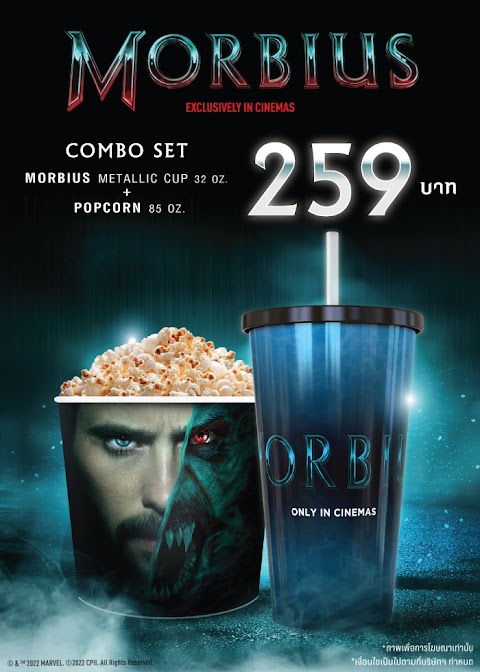 MORBIUS
EXCLUSIVELY IN CINEMAS
COMBO SET
MORBIUS METALLIC CUP 32 OZ.
+
POPCORN 85 OZ.
259 บาท
ORBIU
ONLY IN CINEMAS
© & ™ 2022 MARVEL. ©2022 CPII. All Rights Reserved.
*ภาพเพื่อการโฆษณาเท่านั้น
*เงื่อนไขเป็นไปตามที่บริษัทฯ กำหนด